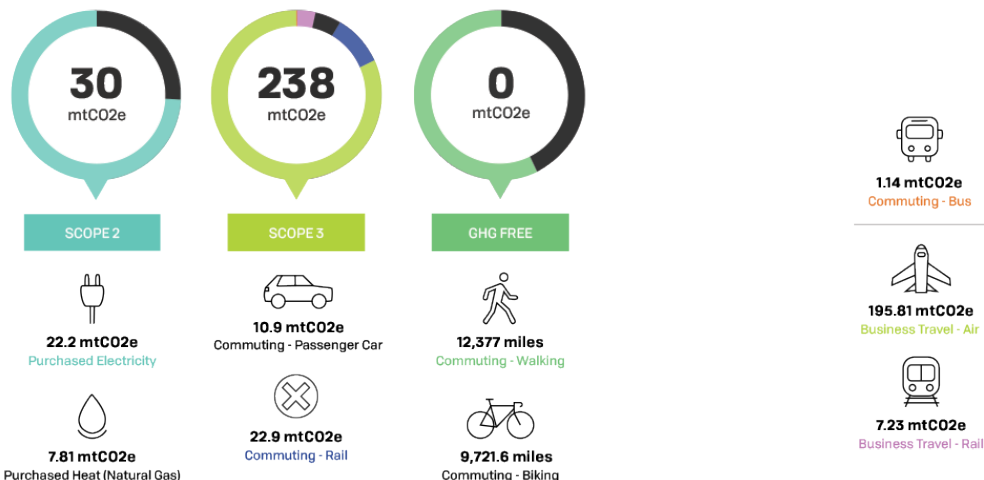 30
mtCO2e
238
mtCO2e
0
mtCO2e
SCOPE 2
SCOPE 3
GHG FREE
22.2 mtCO2e
Purchased Electricity
7.81 mtCO2e
Purchased Heat (Natural Gas)
10.9 mtCO2e
Commuting - Passenger Car
22.9 mtCO2e
Commuting - Rail
12,377 miles
Commuting - Walking
9,721.6 miles
Commuting - Biking
1.14 mtCO2e
Commuting - Bus
195.81 mtCO2e
Business Travel - Air
7.23 mtCO2e
Business Travel - Rail